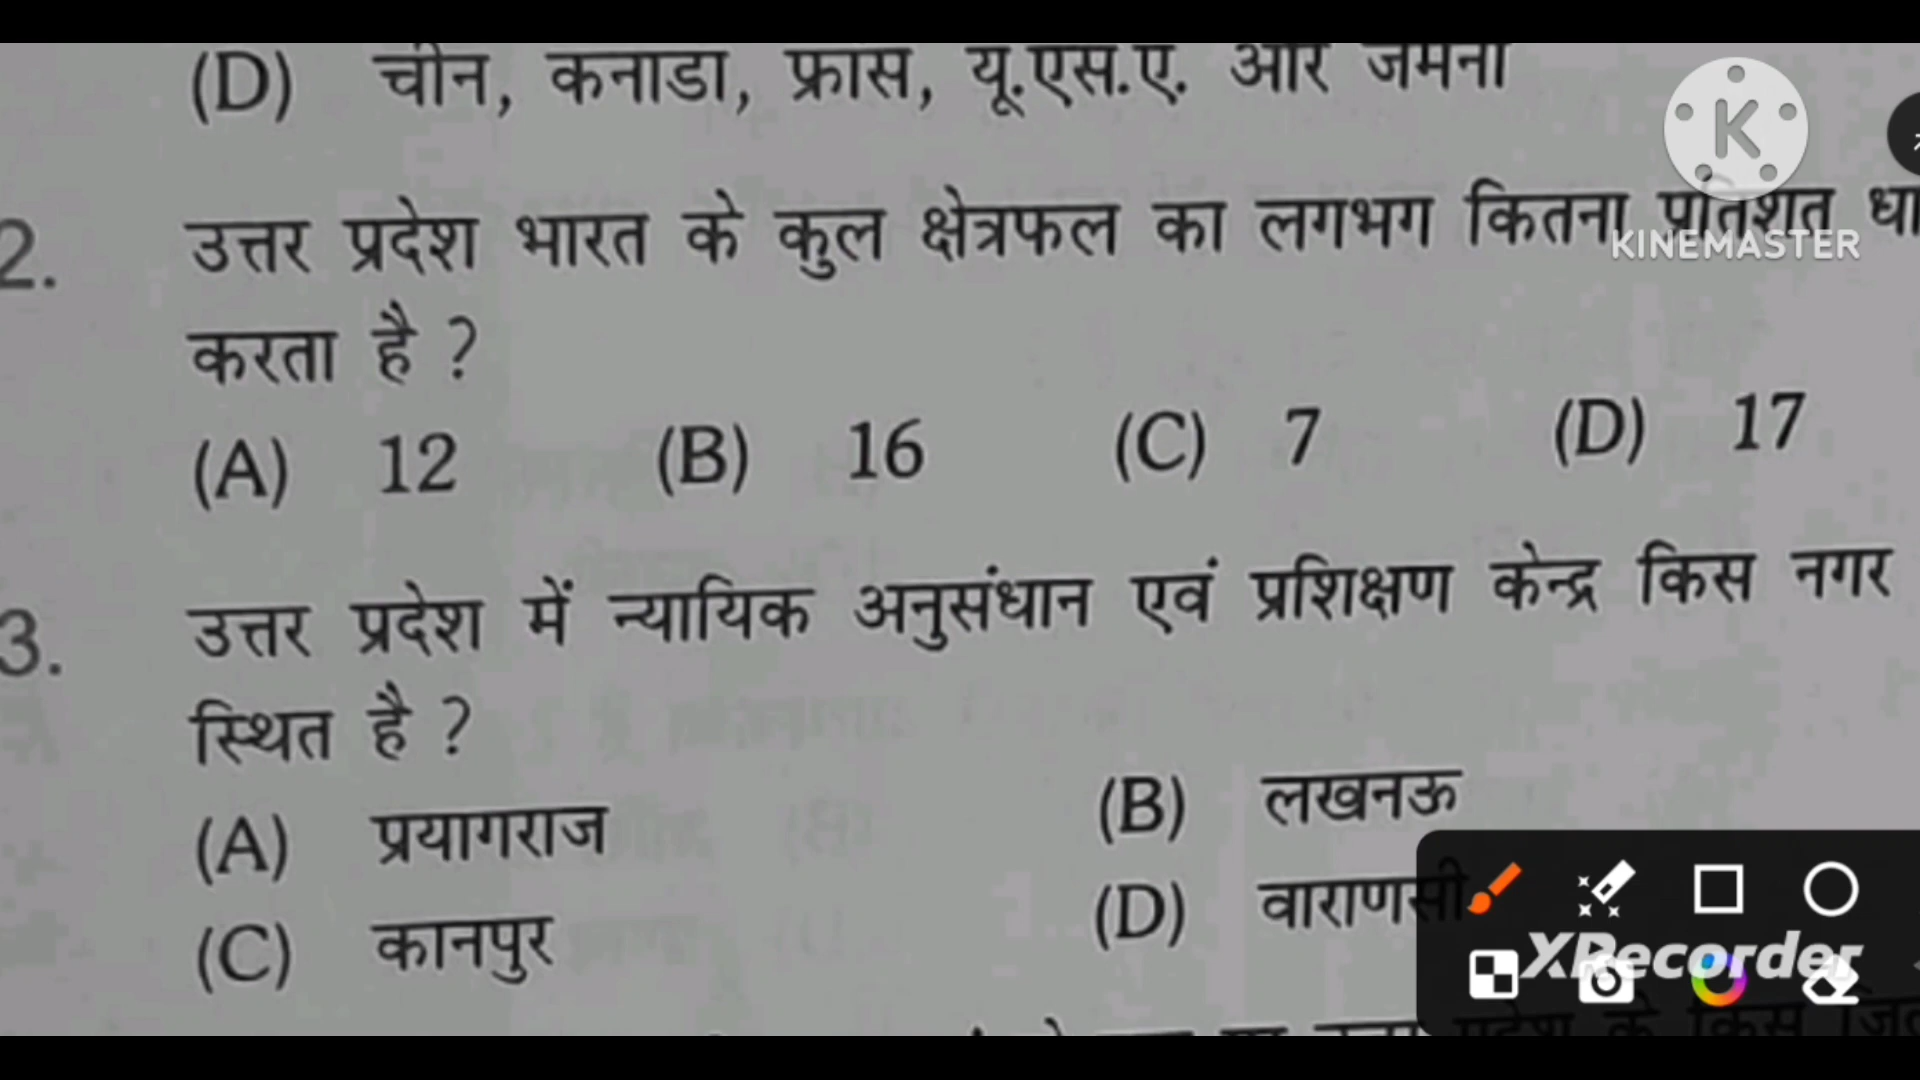 (D) चीन, कनाडा, फ्रांस, यू.एस.ए. और जर्मनी
2. उत्तर प्रदेश भारत के कुल क्षेत्रफल का लगभग कितना प्रतिशत
KINEMASTER
करता है ?
(A) 12 (B) 16 (C) 7 (D) 17
3. उत्तर प्रदेश में न्यायिक अनुसंधान एवं प्रशिक्षण केन्द्र किस नगर
स्थित है ?
(A) प्रयागराज (B) लखनऊ
(C) कानपुर (D) वाराणसी
XRecorder